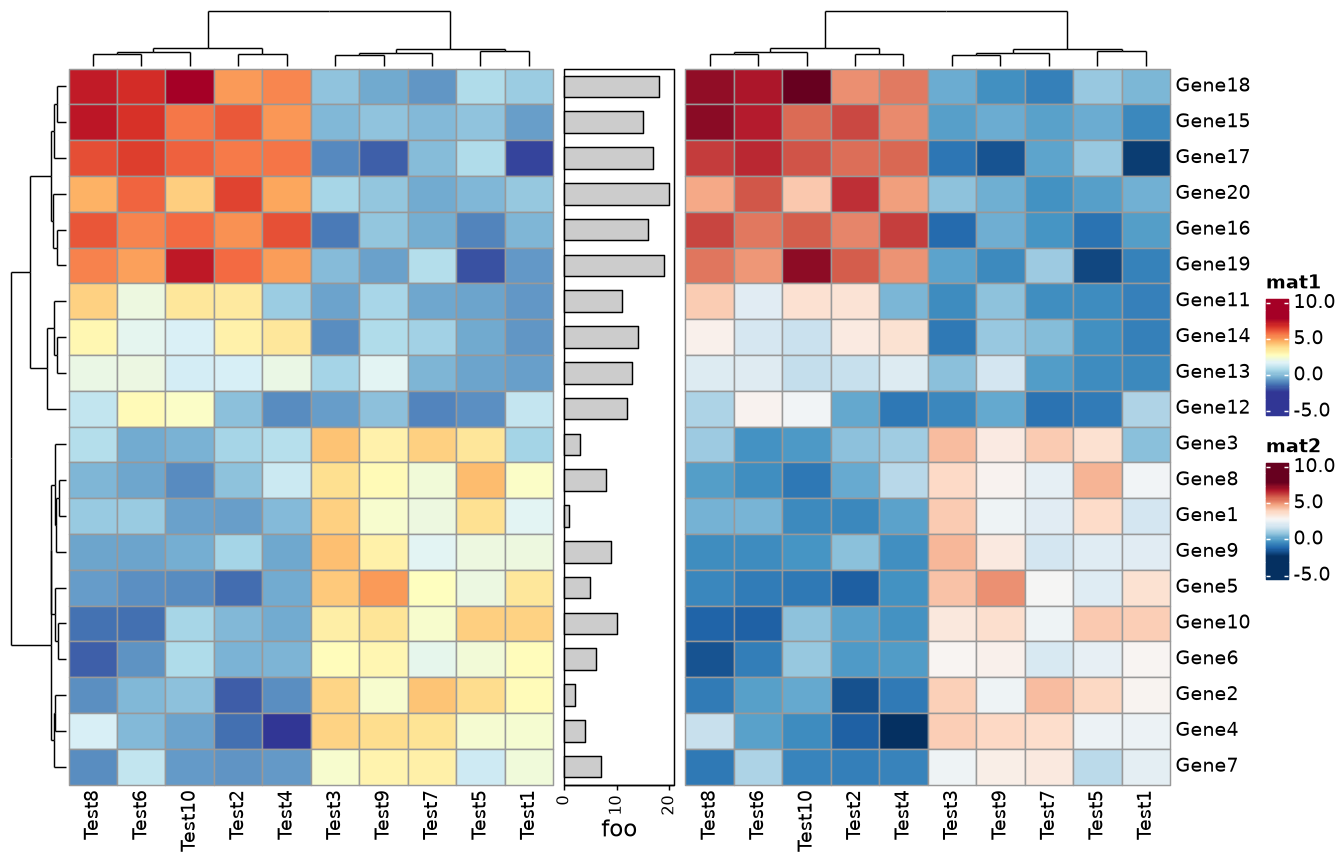 Gene18
Gene15
Gene17
Gene20
Gene16
Gene19
Gene11
Gene14
Gene13
Gene12
Gene3
Gene8
Gene1
Gene9
Gene5
Gene10
Gene6
Gene2
Gene4
Gene7
mat1
10.0
5.0
0.0
-5.0
mat2
10.0
5.0
0.0
-5.0
Test8
Test6
Test10
Test2
Test4
Test3
Test9
Test7
Test5
Test1
0
10
20
foo
Test8
Test6
Test10
Test2
Test4
Test3
Test9
Test7
Test5
Test1